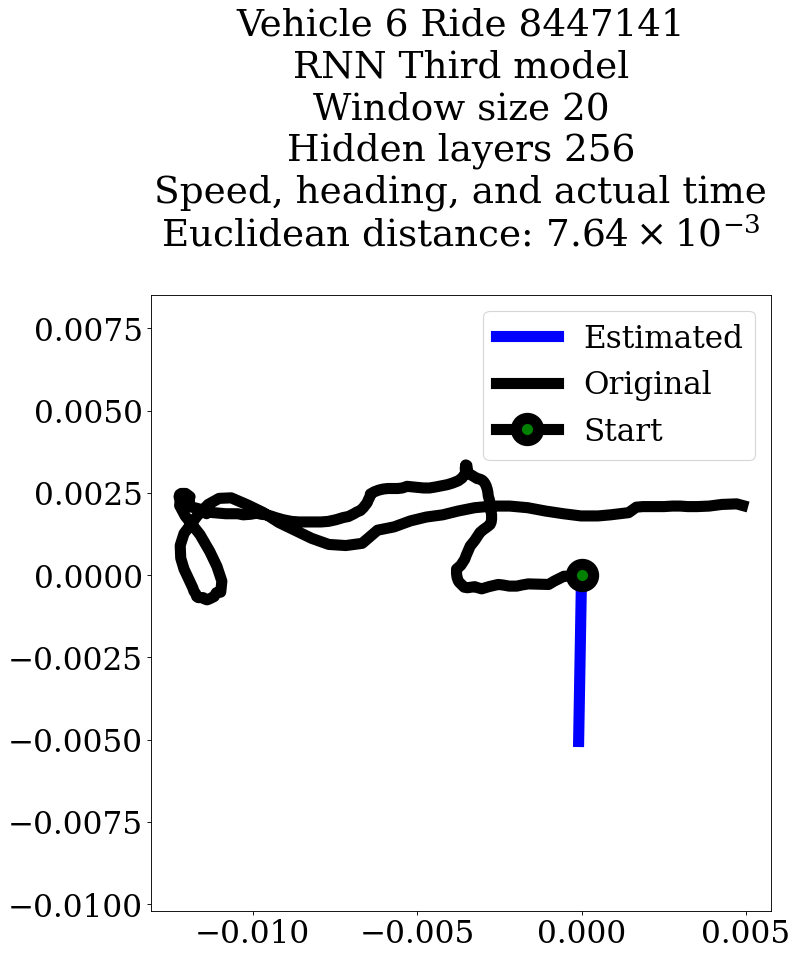 Vehicle 6 Ride 8447141
RNN Third model
Window size 20
Hidden layers 256
Speed, heading, and actual time
Euclidean distance: 7.64 × 10⁻³
Estimated
Original
Start
0.0075
0.0050
0.0025
0.0000
−0.0025
−0.0050
−0.0075
−0.0100
−0.010 −0.005 0.000 0.005